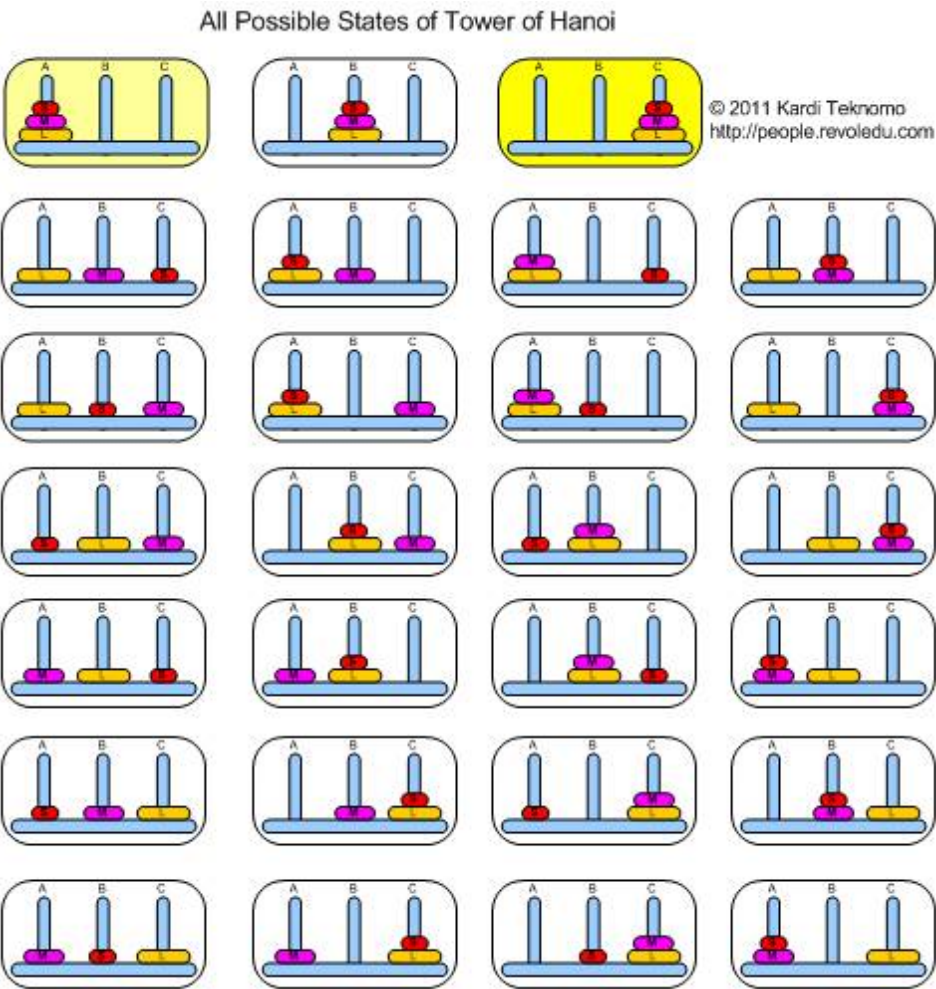 All Possible States of Tower of Hanoi
A B C
S
M
L
A B C
S
M
L
A B C
S
M
L
© 2011 Kardi Teknomo
http://people.revoledu.com
A B C
L M S
A B C
S
L M
A B C
M
L S
A B C
S
L M
A B C
L S M
A B C
S
L M
A B C
M
L S
A B C
S
L M
A B C
S L M
A B C
S
L M
A B C
M
S L
A B C
S
L M
A B C
M L S
A B C
S
M L
A B C
M
L S
A B C
S
M L
A B C
S M L
A B C
S
M L
A B C
M
S L
A B C
S
M L
A B C
M S L
A B C
S
M L
A B C
M
S L
A B C
S
M L